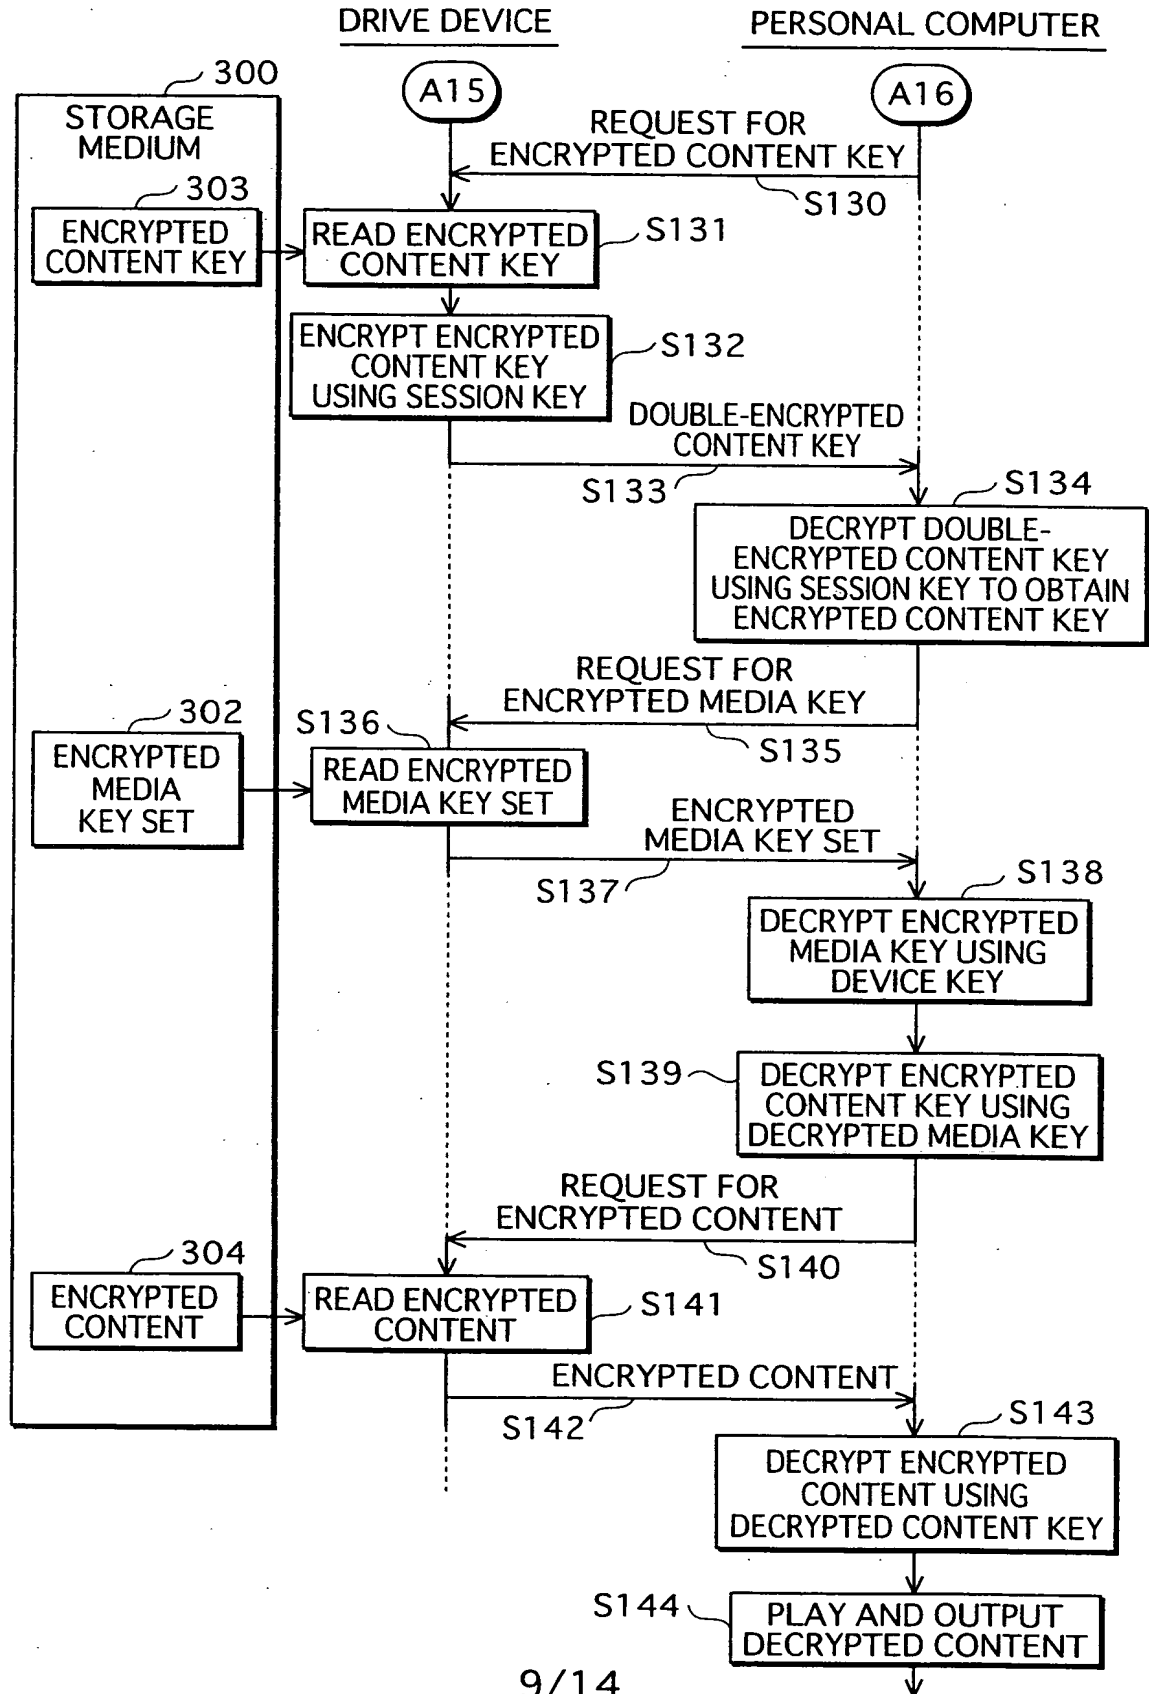 DRIVE DEVICE
PERSONAL COMPUTER
300
A15
A16
STORAGE
MEDIUM
REQUEST FOR
ENCRYPTED CONTENT KEY
S130
303
ENCRYPTED
CONTENT KEY
READ ENCRYPTED
CONTENT KEY
S131
ENCRYPT ENCRYPTED
CONTENT KEY
USING SESSION KEY
S132
DOUBLE-ENCRYPTED
CONTENT KEY
S133
S134
DECRYPT DOUBLE-
ENCRYPTED CONTENT KEY
USING SESSION KEY TO OBTAIN
ENCRYPTED CONTENT KEY
REQUEST FOR
ENCRYPTED MEDIA KEY
S135
302
ENCRYPTED
MEDIA
KEY SET
S136
READ ENCRYPTED
MEDIA KEY SET
ENCRYPTED
MEDIA KEY SET
S137
S138
DECRYPT ENCRYPTED
MEDIA KEY USING
DEVICE KEY
S139
DECRYPT ENCRYPTED
CONTENT KEY USING
DECRYPTED MEDIA KEY
REQUEST FOR
ENCRYPTED CONTENT
S140
304
ENCRYPTED
CONTENT
READ ENCRYPTED
CONTENT
S141
ENCRYPTED CONTENT
S142
S143
DECRYPT ENCRYPTED
CONTENT USING
DECRYPTED CONTENT KEY
S144
PLAY AND OUTPUT
DECRYPTED CONTENT
9/14